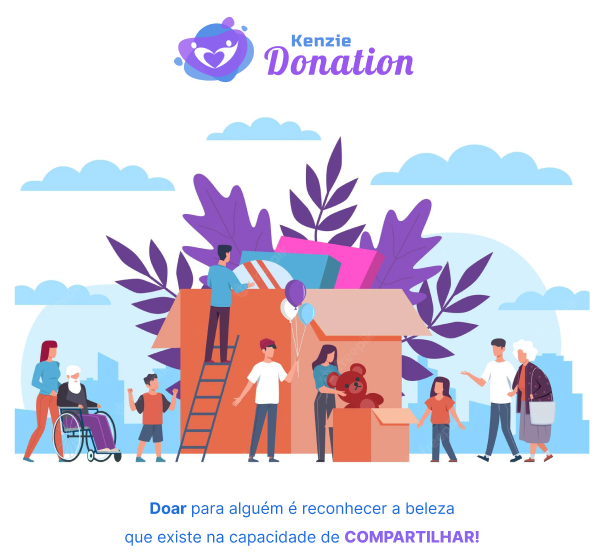 Kenzie
Donation
Doar para alguém é reconhecer a beleza
que existe na capacidade de COMPARTILHAR!